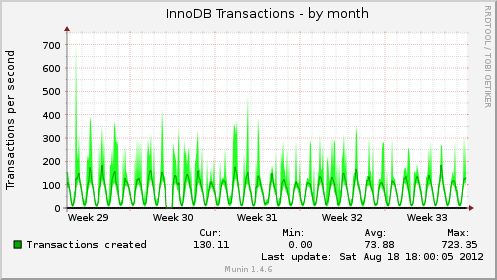 InnoDB Transactions - by month
RRDTOOL / TOBI OETIKER
Transactions per second
700
600
500
400
300
200
100
0
Week 29 Week 30 Week 31 Week 32 Week 33
Cur: Min: Avg: Max:
Transactions created 130.11 0.00 73.88 723.35
Last update: Sat Aug 18 18:00:05 2012
Munin 1.4.6